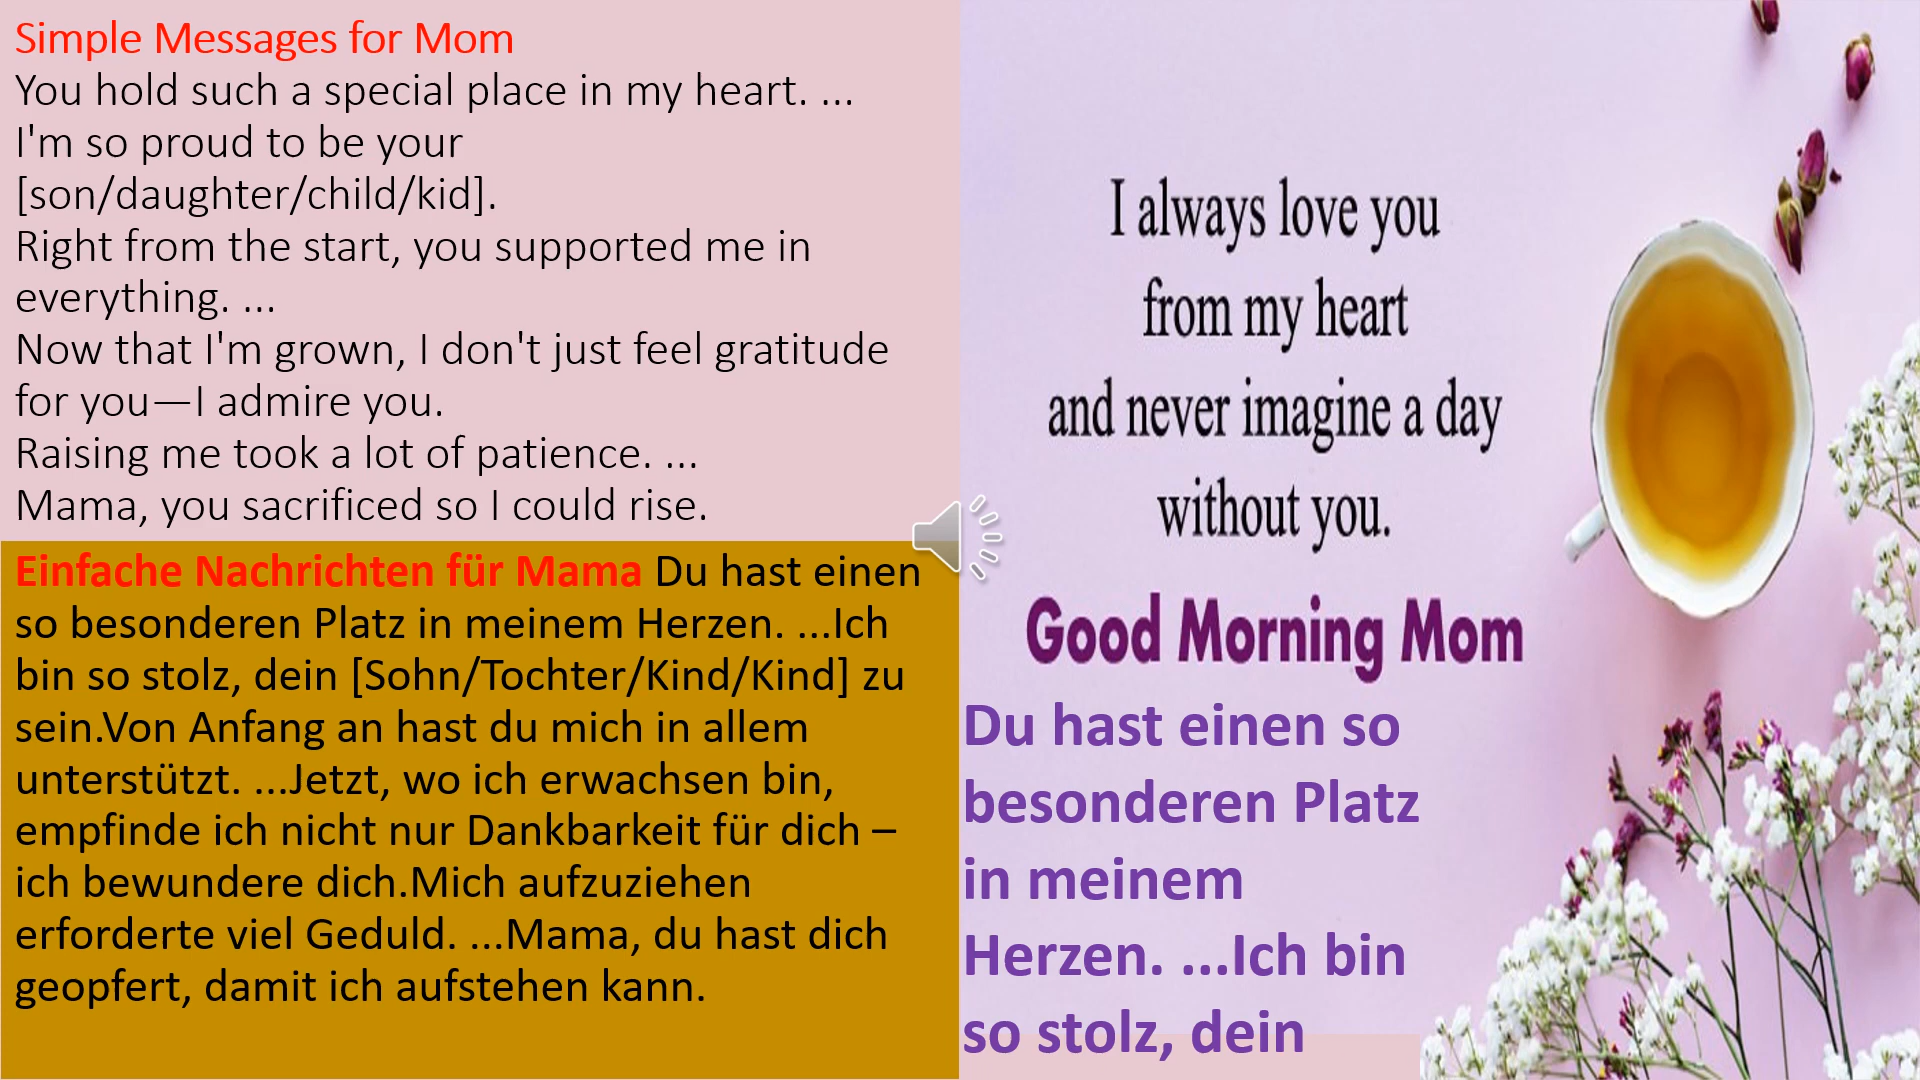 Simple Messages for Mom
You hold such a special place in my heart. ...
I'm so proud to be your
[son/daughter/child/kid].
Right from the start, you supported me in
everything. ...
Now that I'm grown, I don't just feel gratitude
for you—I admire you.
Raising me took a lot of patience. ...
Mama, you sacrificed so I could rise.
Einfache Nachrichten für Mama Du hast einen
so besonderen Platz in meinem Herzen. ...Ich
bin so stolz, dein [Sohn/Tochter/Kind/Kind] zu
sein.Von Anfang an hast du mich in allem
unterstützt. ...Jetzt, wo ich erwachsen bin,
empfinde ich nicht nur Dankbarkeit für dich –
ich bewundere dich.Mich aufzuziehen
erforderte viel Geduld. ...Mama, du hast dich
geopfert, damit ich aufstehen kann.
I always love you
from my heart
and never imagine a day
without you.
Good Morning Mom
Du hast einen so
besonderen Platz
in meinem
Herzen. ...Ich bin
so stolz, dein